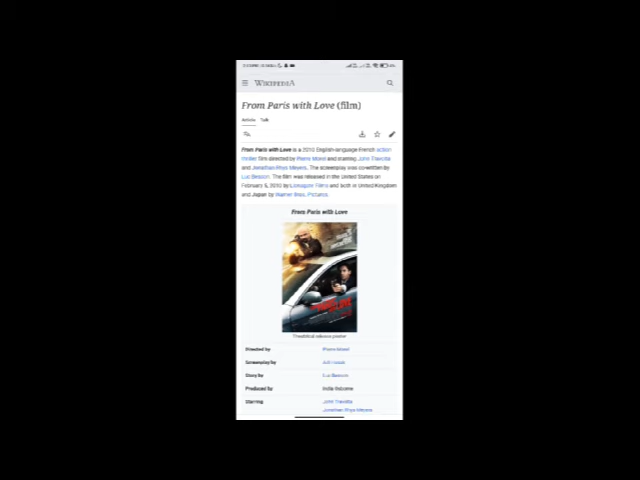 WIKIPEDIA
From Paris with Love (film)
Article Talk
From Paris with Love is a 2010 English-language French action
thriller film directed by Pierre Morel and starring John Travolta
and Jonathan Rhys Meyers. The screenplay was co-written by
Luc Besson. The film was released in the United States on
February 5, 2010 by Lionsgate Films and both in United Kingdom
and Japan by Warner Bros. Pictures.
From Paris with Love
Theatrical release poster
Directed by Pierre Morel
Screenplay by Adi Hasak
Story by Luc Besson
Produced by India Osborne
Starring John Travolta
Jonathan Rhys Meyers